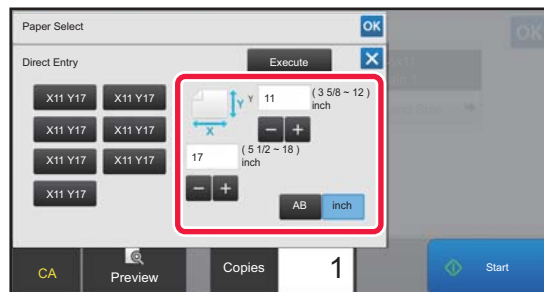 Paper Select
OK
Direct Entry
Execute
X11 Y17 X11 Y17
X11 Y17 X11 Y17
X11 Y17 X11 Y17
X11 Y17
Y Y 11 ( 3 5/8 ~ 12 )
inch
X
17 ( 5 1/2 ~ 18 )
inch
AB inch
CA Preview Copies 1 Start
OK